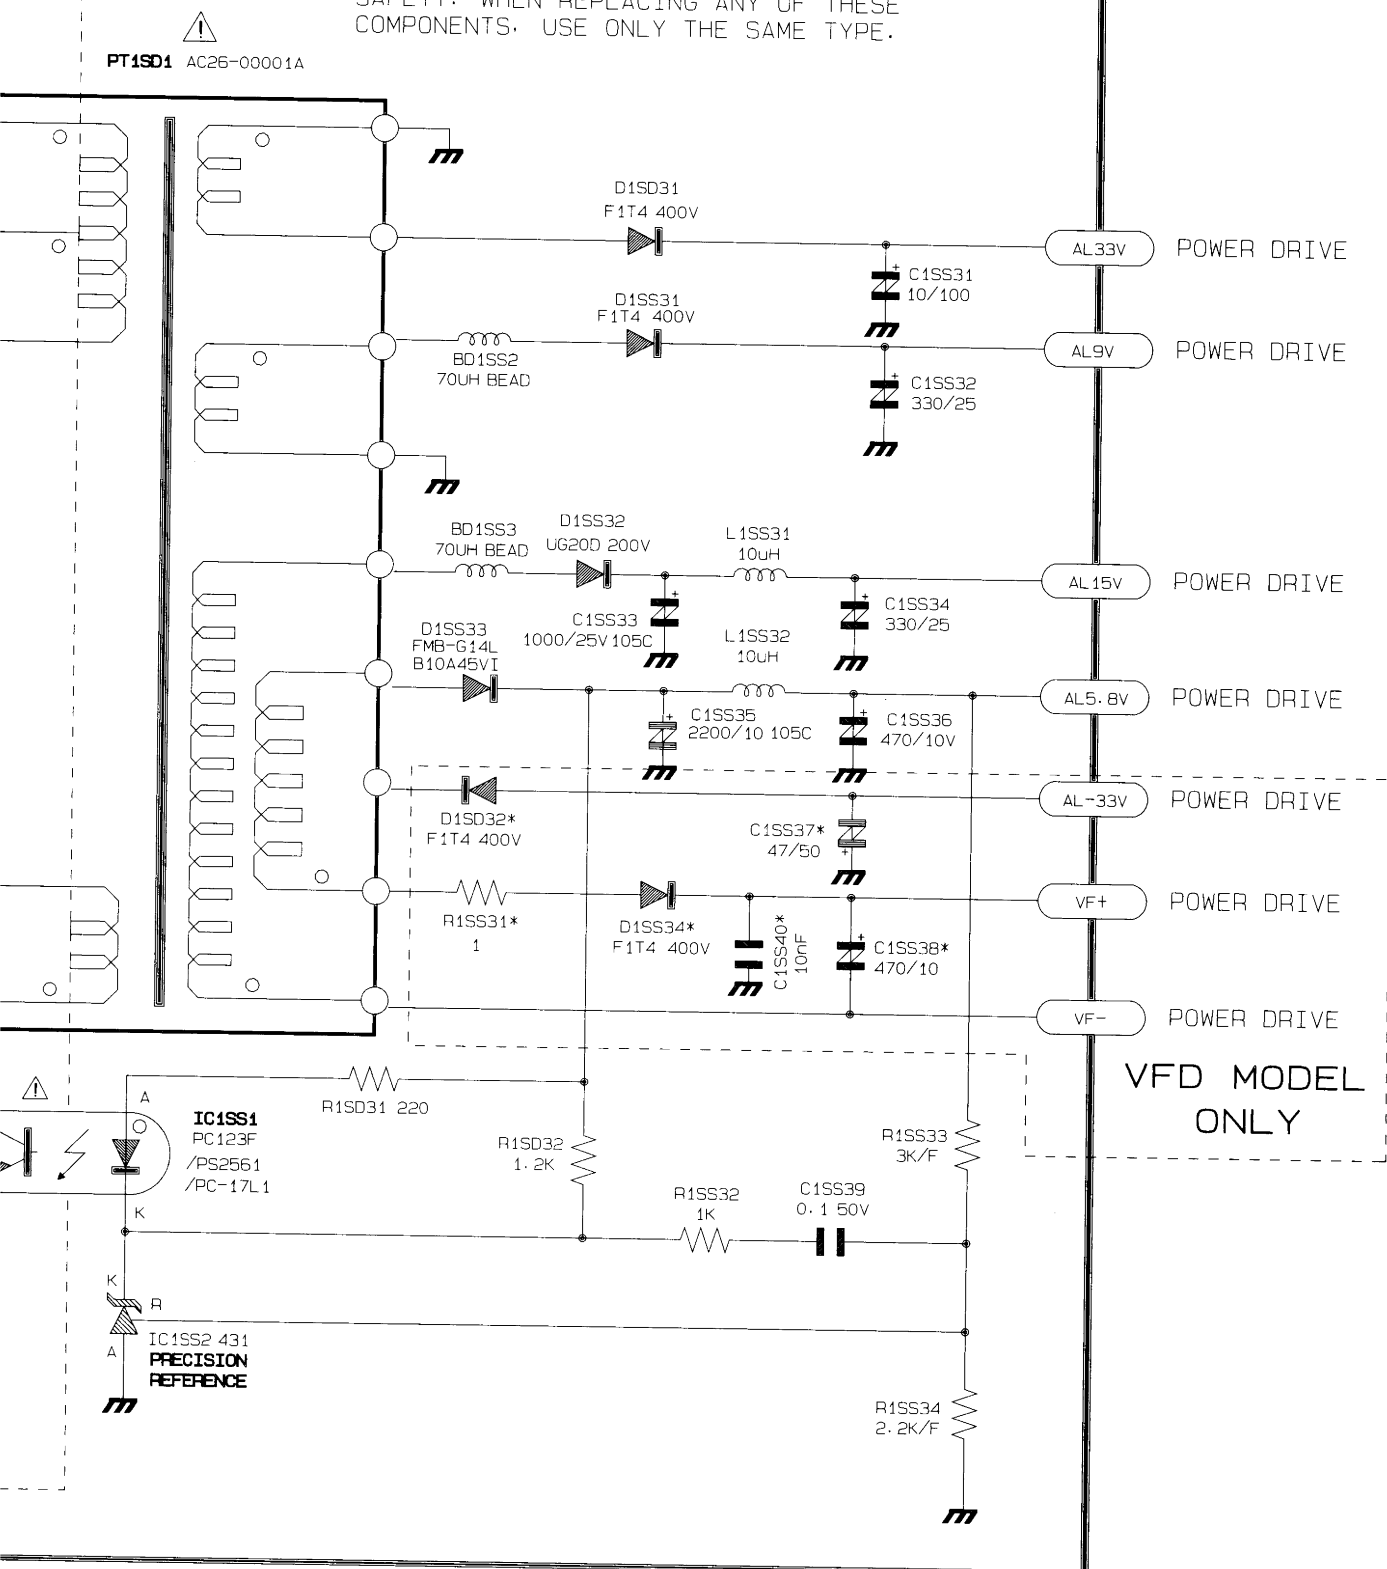 COMPONENTS. USE ONLY THE SAME TYPE.
PT1SD1 AC26-00001A
D1SD31
F1T4 400V
AL33V POWER DRIVE
C1SS31
10/100
D1SS31
F1T4 400V
BD1SS2
70UH BEAD
AL9V POWER DRIVE
C1SS32
330/25
BD1SS3
70UH BEAD
D1SS32
UG20D 200V
L1SS31
10uH
AL15V POWER DRIVE
C1SS33
1000/25V 105C
C1SS34
330/25
D1SS33
FMB-G14L
B10A45VI
L1SS32
10uH
AL5.8V POWER DRIVE
C1SS35
2200/10 105C
C1SS36
470/10V
AL-33V POWER DRIVE
D1SD32*
F1T4 400V
C1SS37*
47/50
VF+ POWER DRIVE
R1SS31*
1
D1SS34*
F1T4 400V
C1SS40*
10nF
C1SS38*
470/10
VF- POWER DRIVE
VFD MODEL
ONLY
A
R1SD31 220
IC1SS1
PC123F
/PS2561
/PC-17L1
K
R1SD32
1.2K
R1SS33
3K/F
R1SS32
1K
C1SS39
0.1 50V
K
R
A
IC1SS2 431
PRECISION
REFERENCE
R1SS34
2.2K/F